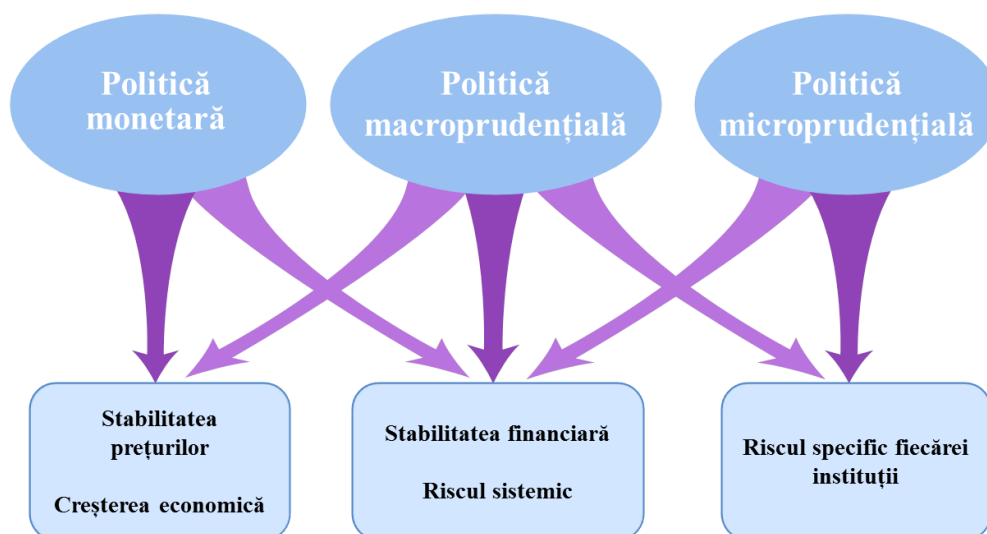 Politică
monetară
Politică
macroprudențială
Politică
microprudențială
Stabilitatea
prețurilor
Creșterea economică
Stabilitatea financiară
Riscul sistemic
Riscul specific fiecărei
instituții